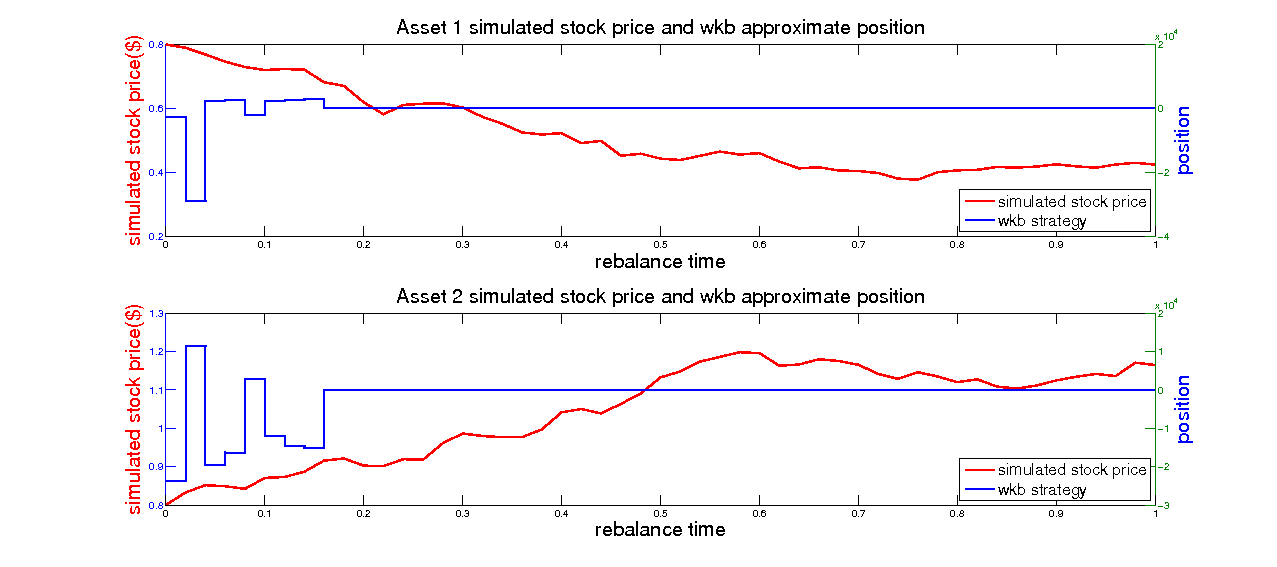 Asset 1 simulated stock price and wkb approximate position
x 10^4
simulated stock price($)
0.8
0.6
0.4
0.2
2
0
-2
-4
position
simulated stock price
wkb strategy
0 0.1 0.2 0.3 0.4 0.5 0.6 0.7 0.8 0.9 1
rebalance time
Asset 2 simulated stock price and wkb approximate position
x 10^4
simulated stock price($)
1.3
1.2
1.1
1
0.9
0.8
2
1
0
-1
-2
-3
position
simulated stock price
wkb strategy
0 0.1 0.2 0.3 0.4 0.5 0.6 0.7 0.8 0.9 1
rebalance time